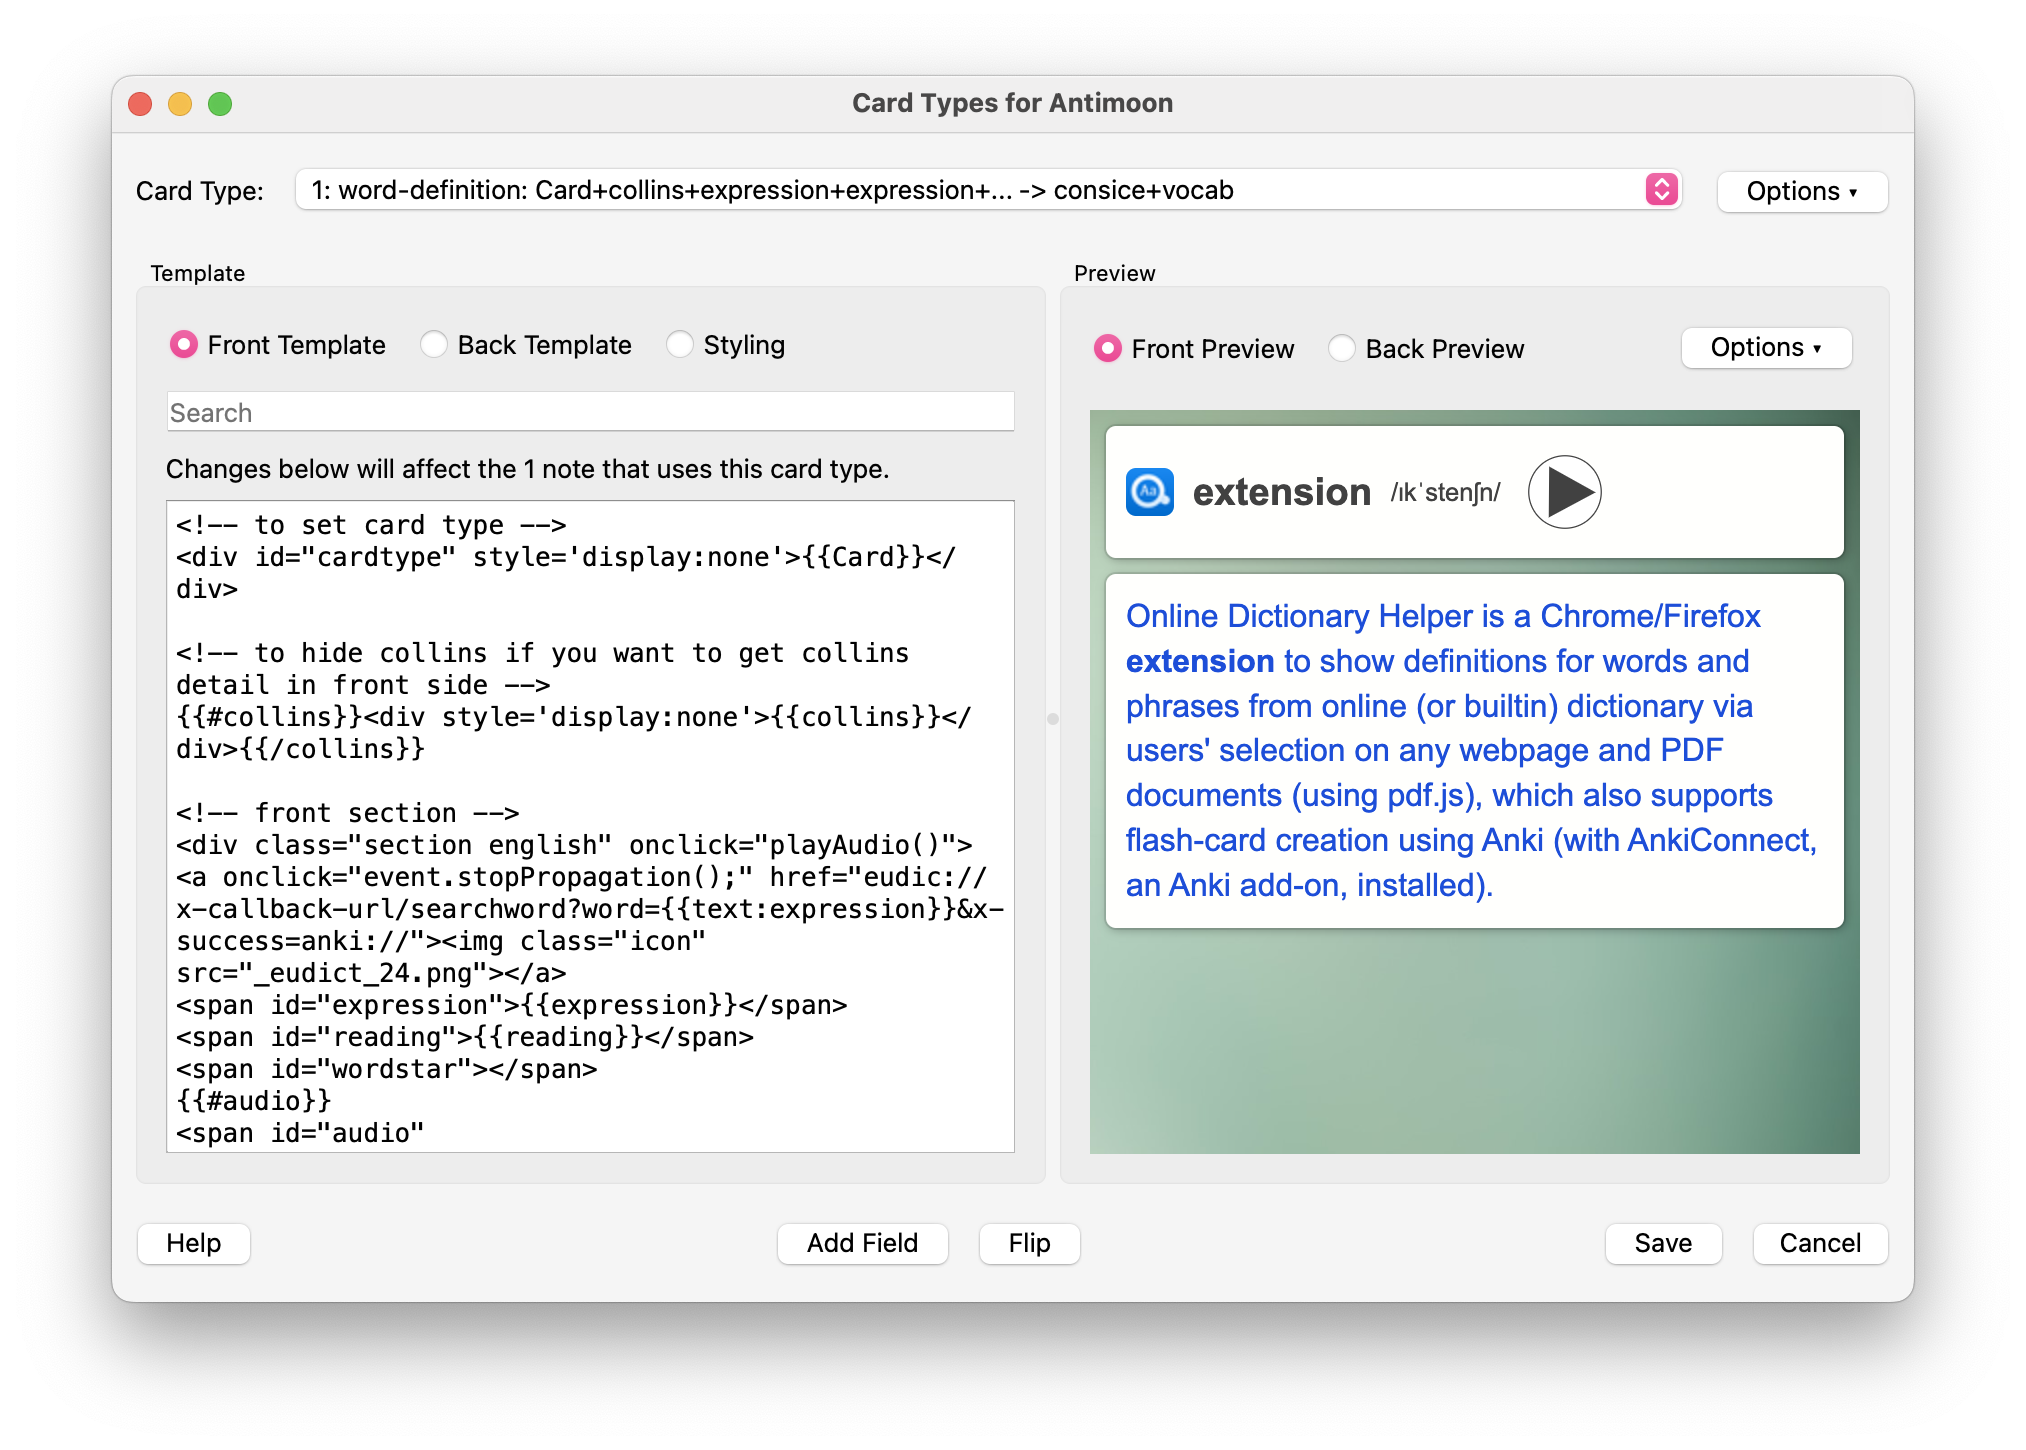 Card Types for Antimoon
Card Type:
1: word-definition: Card+collins+expression+expression+... -> consice+vocab
Options ▾
Template
Front Template
Back Template
Styling
Search
Changes below will affect the 1 note that uses this card type.
<!-- to set card type -->
<div id="cardtype" style='display:none'>{{Card}}</
div>
<!-- to hide collins if you want to get collins
detail in front side -->
{{#collins}}<div style='display:none'>{{collins}}</
div>{{/collins}}
<!-- front section -->
<div class="section english" onclick="playAudio()">
<a onclick="event.stopPropagation();" href="eudic://
x-callback-url/searchword?word={{text:expression}}&x-
success=anki://"><img class="icon"
src="_eudict_24.png"></a>
<span id="expression">{{expression}}</span>
<span id="reading">{{reading}}</span>
<span id="wordstar"></span>
{{#audio}}
<span id="audio"
Preview
Front Preview
Back Preview
Options ▾
Aa
extension /ɪkˈstenʃn/
Online Dictionary Helper is a Chrome/Firefox
extension to show definitions for words and
phrases from online (or builtin) dictionary via
users' selection on any webpage and PDF
documents (using pdf.js), which also supports
flash-card creation using Anki (with AnkiConnect,
an Anki add-on, installed).
Help
Add Field
Flip
Save
Cancel